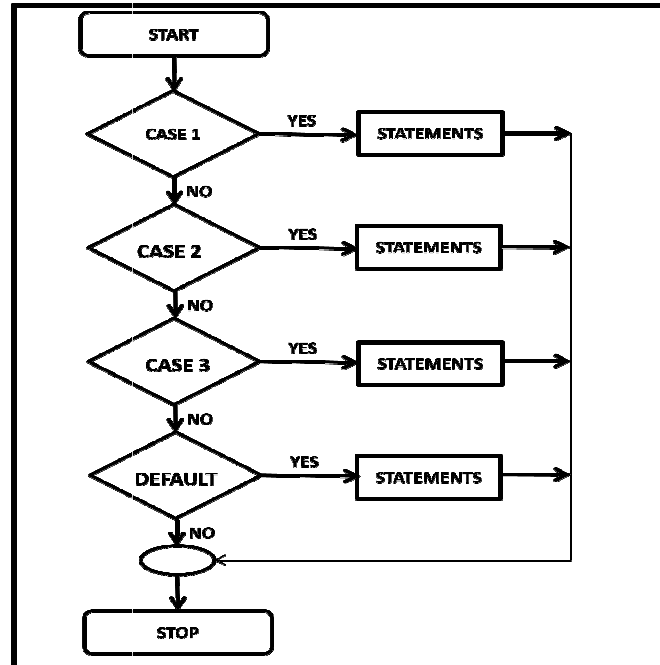 START
CASE 1
YES
STATEMENTS
NO
CASE 2
YES
STATEMENTS
NO
CASE 3
YES
STATEMENTS
NO
DEFAULT
YES
STATEMENTS
NO
STOP